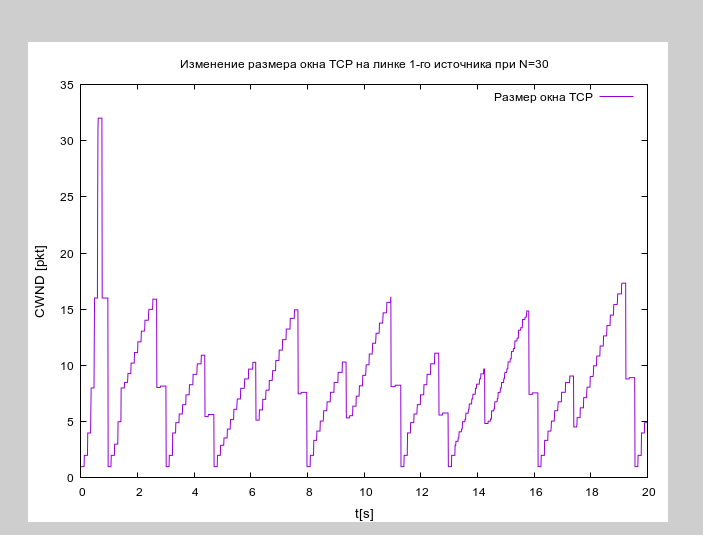 Изменение размера окна TCP на линке 1-го источника при N=30
Размер окна TCP
35
30
25
20
15
10
5
0
CWND [pkt]
0 2 4 6 8 10 12 14 16 18 20
t[s]